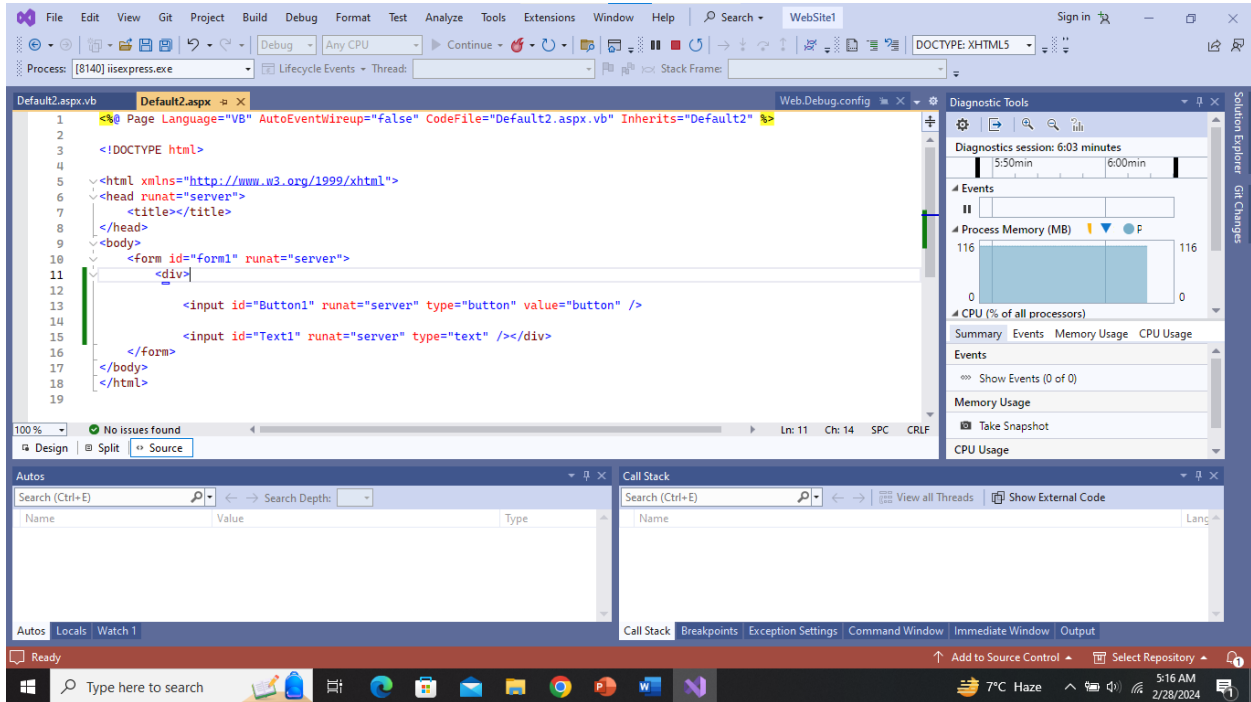 File Edit View Git Project Build Debug Format Test Analyze Tools Extensions Window Help Search WebSite1 Sign in
Debug Any CPU Continue DOCTYPE: XHTML5
Process: [8140] iisexpress.exe Lifecycle Events Thread: Stack Frame:
Default2.aspx.vb Default2.aspx Web.Debug.config
1 <%@ Page Language="VB" AutoEventWireup="false" CodeFile="Default2.aspx.vb" Inherits="Default2" %>
2
3 <!DOCTYPE html>
4
5 <html xmlns="http://www.w3.org/1999/xhtml">
6 <head runat="server">
7 <title></title>
8 </head>
9 <body>
10 <form id="form1" runat="server">
11 <div>
12
13 <input id="Button1" runat="server" type="button" value="button" />
14
15 <input id="Text1" runat="server" type="text" /></div>
16 </form>
17 </body>
18 </html>
19
100 % No issues found Ln: 11 Ch: 14 SPC CRLF
Design Split Source
Diagnostic Tools
Diagnostics session: 6:03 minutes
5:50min 6:00min
Events
Process Memory (MB) P
116 116
0 0
CPU (% of all processors)
Summary Events Memory Usage CPU Usage
Events
Show Events (0 of 0)
Memory Usage
Take Snapshot
CPU Usage
Solution Explorer
Git Changes
Autos
Search (Ctrl+E) Search Depth:
Name Value Type
Autos Locals Watch 1
Call Stack
Search (Ctrl+E) View all Threads Show External Code
Name Lang
Call Stack Breakpoints Exception Settings Command Window Immediate Window Output
Ready Add to Source Control Select Repository 1
Type here to search 7°C Haze 5:16 AM
2/28/2024 1